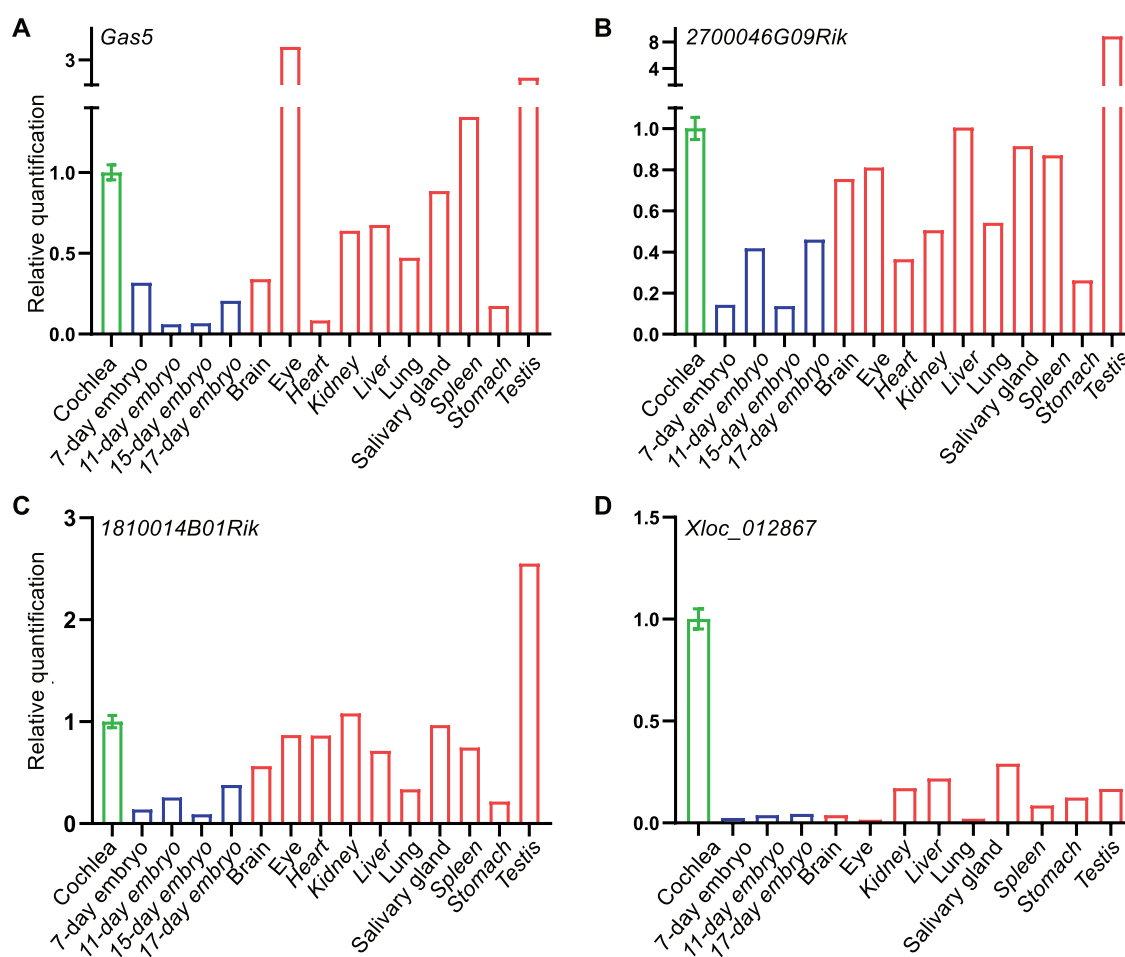 A
Gas5
3
1.0
0.5
0.0
Relative quantification
Cochlea
7-day embryo
11-day embryo
15-day embryo
17-day embryo
Brain
Eye
Heart
Kidney
Liver
Lung
Salivary gland
Spleen
Stomach
Testis
B
2700046G09Rik
8
4
1.0
0.8
0.6
0.4
0.2
0.0
Cochlea
7-day embryo
11-day embryo
15-day embryo
17-day embryo
Brain
Eye
Heart
Kidney
Liver
Lung
Salivary gland
Spleen
Stomach
Testis
C
1810014B01Rik
3
2
1
0
Relative quantification
Cochlea
7-day embryo
11-day embryo
15-day embryo
17-day embryo
Brain
Eye
Heart
Kidney
Liver
Lung
Salivary gland
Spleen
Stomach
Testis
D
Xloc_012867
1.5
1.0
0.5
0.0
Cochlea
7-day embryo
11-day embryo
17-day embryo
Brain
Eye
Kidney
Liver
Lung
Salivary gland
Spleen
Stomach
Testis